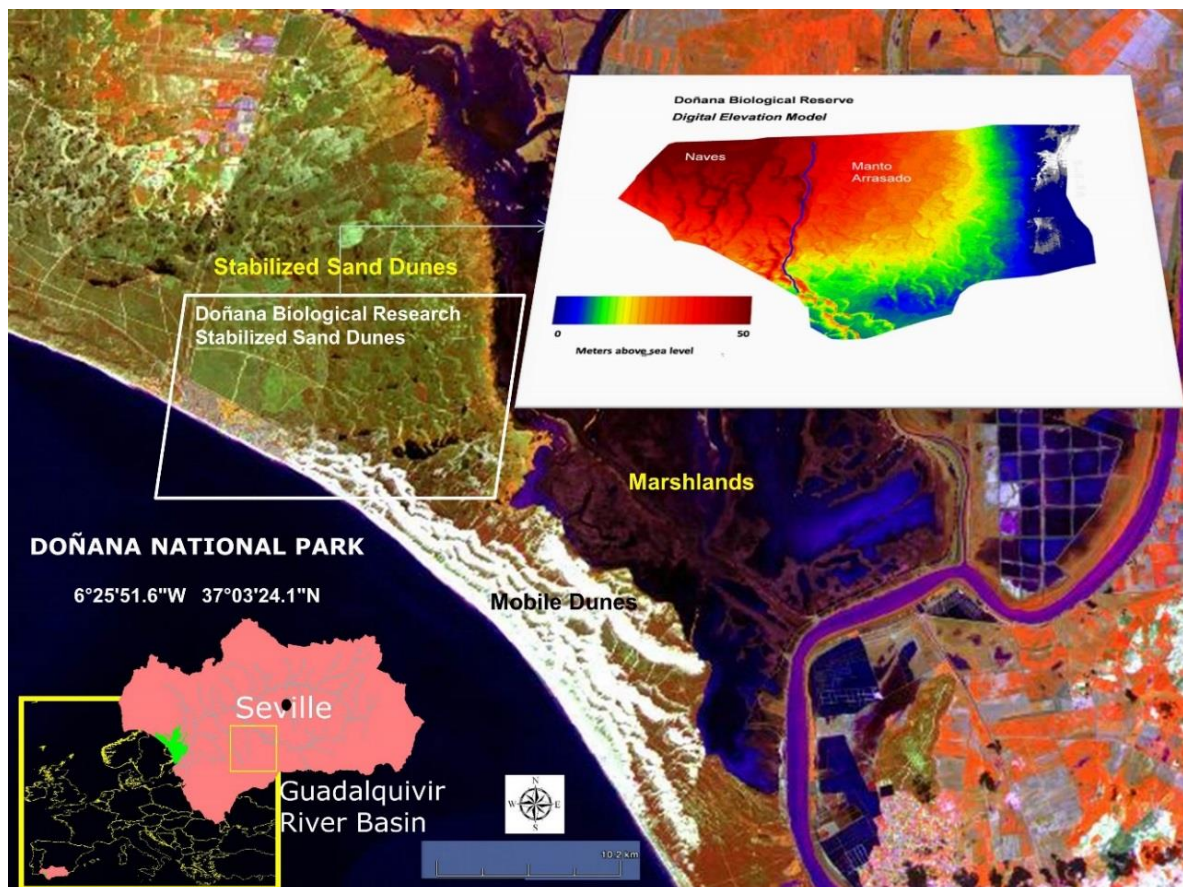 Doñana Biological Reserve
Digital Elevation Model
Naves
Manto
Arrasado
0
50
Meters above sea level
Stabilized Sand Dunes
Doñana Biological Research
Stabilized Sand Dunes
Marshlands
DOÑANA NATIONAL PARK
6°25'51.6"W 37°03'24.1"N
Mobile Dunes
Seville
Guadalquivir
River Basin
N
W
E
S
10.2 km